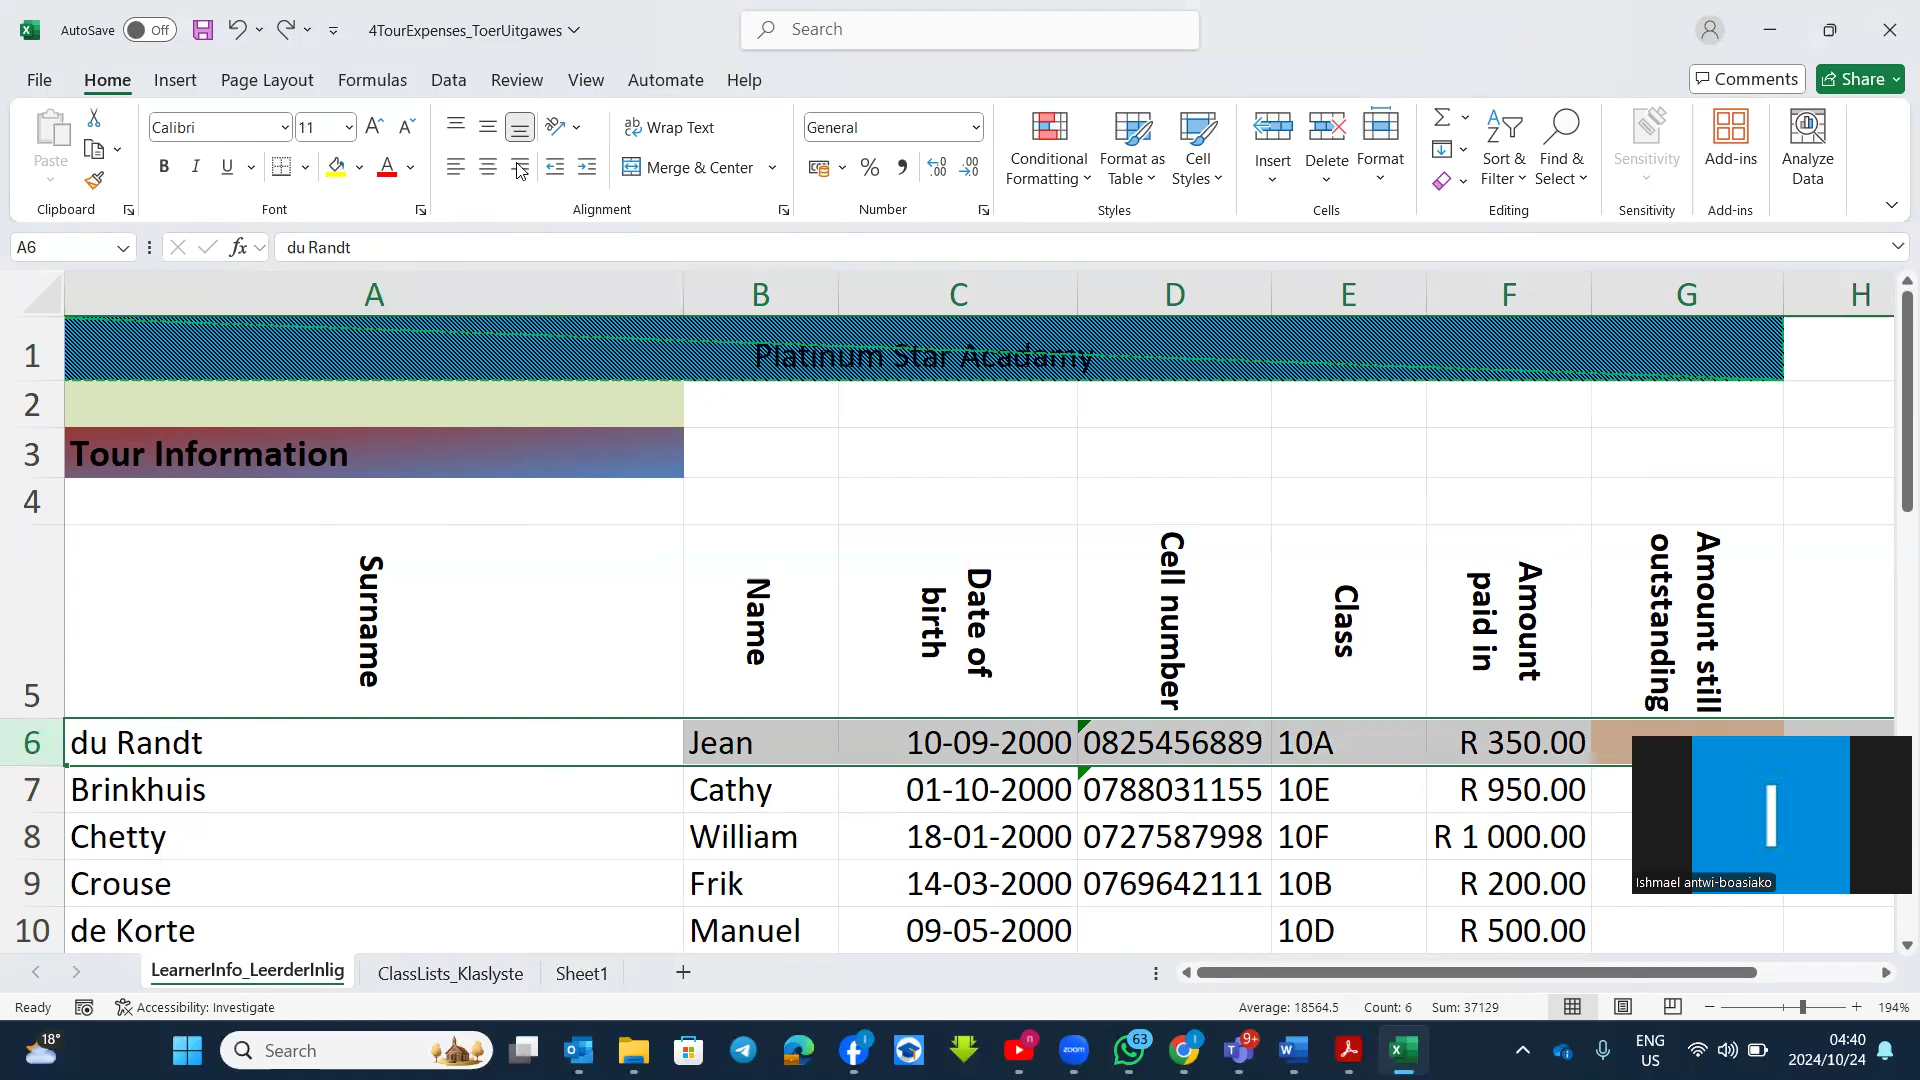 AutoSave Off 4TourExpenses_ToerUitgawes Search
File Home Insert Page Layout Formulas Data Review View Automate Help Comments Share
Paste Calibri 11 Wrap Text General Conditional Formatting Format as Table Cell Styles Insert Delete Format Sort & Filter Find & Select Sensitivity Add-ins Analyze Data
B I U A Merge & Center % .00
Clipboard Font Alignment Number Styles Cells Editing Sensitivity Add-ins
A6 fx du Randt
A B C D E F G H
1 Platinum Star Acadamy
2
3 Tour Information
4
5 Surname Name Date of birth Cell number Class Amount paid in Amount still outstanding
6 du Randt Jean 10-09-2000 0825456889 10A R 350.00
7 Brinkhuis Cathy 01-10-2000 0788031155 10E R 950.00
8 Chetty William 18-01-2000 0727587998 10F R 1 000.00
9 Crouse Frik 14-03-2000 0769642111 10B R 200.00
10 de Korte Manuel 09-05-2000 10D R 500.00
I
Ishmael antwi-boasiako
LearnerInfo_LeerderInlig ClassLists_Klaslyste Sheet1
Ready Accessibility: Investigate Average: 18564.5 Count: 6 Sum: 37129 194%
18° Search zoom 63 9+ ENG US 04:40 2024/10/24